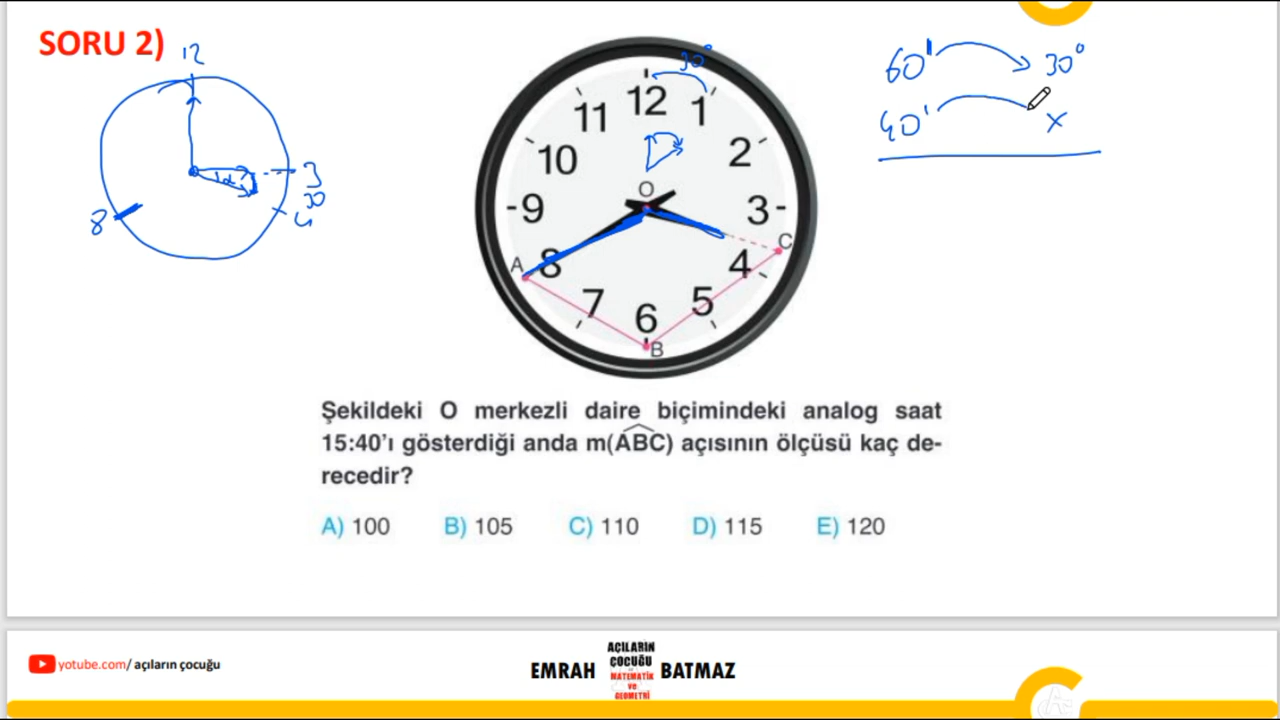 SORU 2)
12
3
30
4
8
α
30°
12
1
2
3
4
5
6
7
8
9
10
11
O
A
B
C
60' 30°
40' x
Şekildeki O merkezli daire biçimindeki analog saat
15:40'ı gösterdiği anda m(ABC) açısının ölçüsü kaç de-
recedir?
A) 100 B) 105 C) 110 D) 115 E) 120
yotube.com/ açıların çocuğu
EMRAH AÇILARIN ÇOCUĞU MATEMATİK ve GEOMETRİ BATMAZ